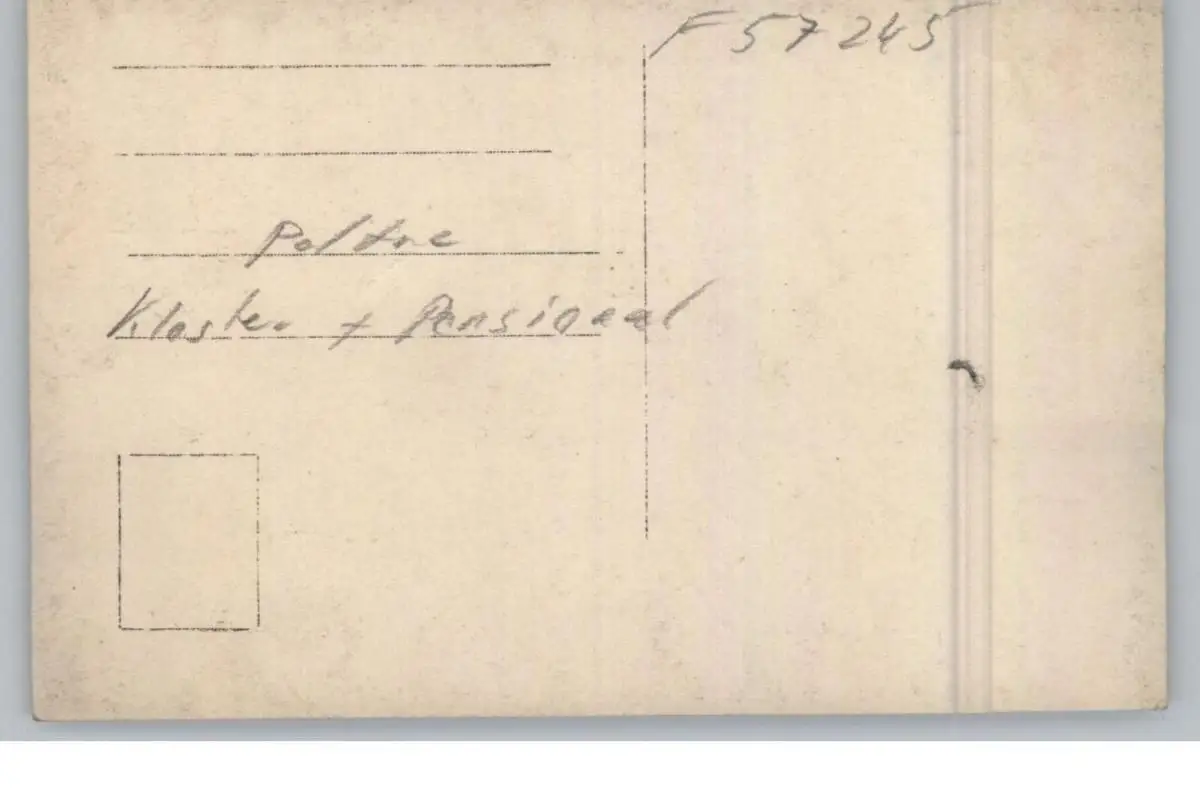 F 57245
Peltre
Kloster + Pensionat